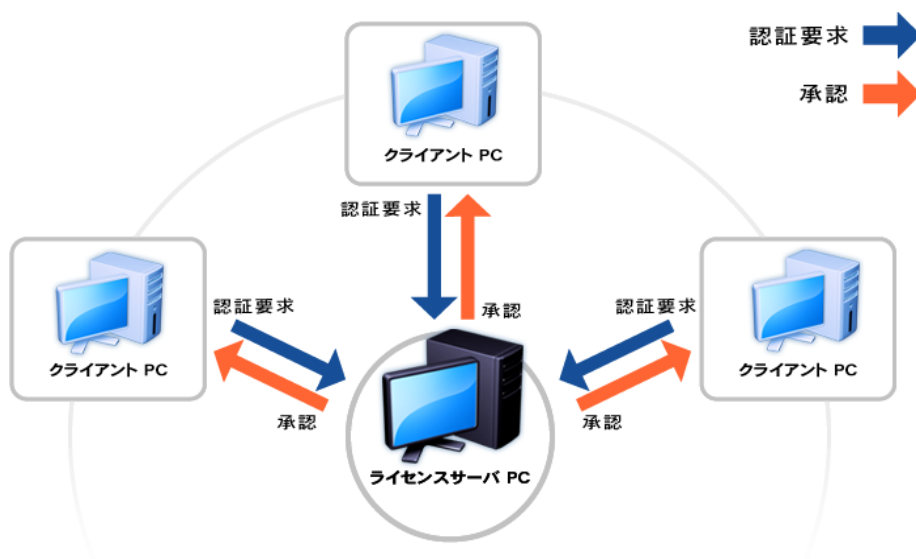 認証要求
承認
クライアント PC
認証要求
承認
クライアント PC
認証要求
承認
クライアント PC
認証要求
承認
ライセンスサーバ PC